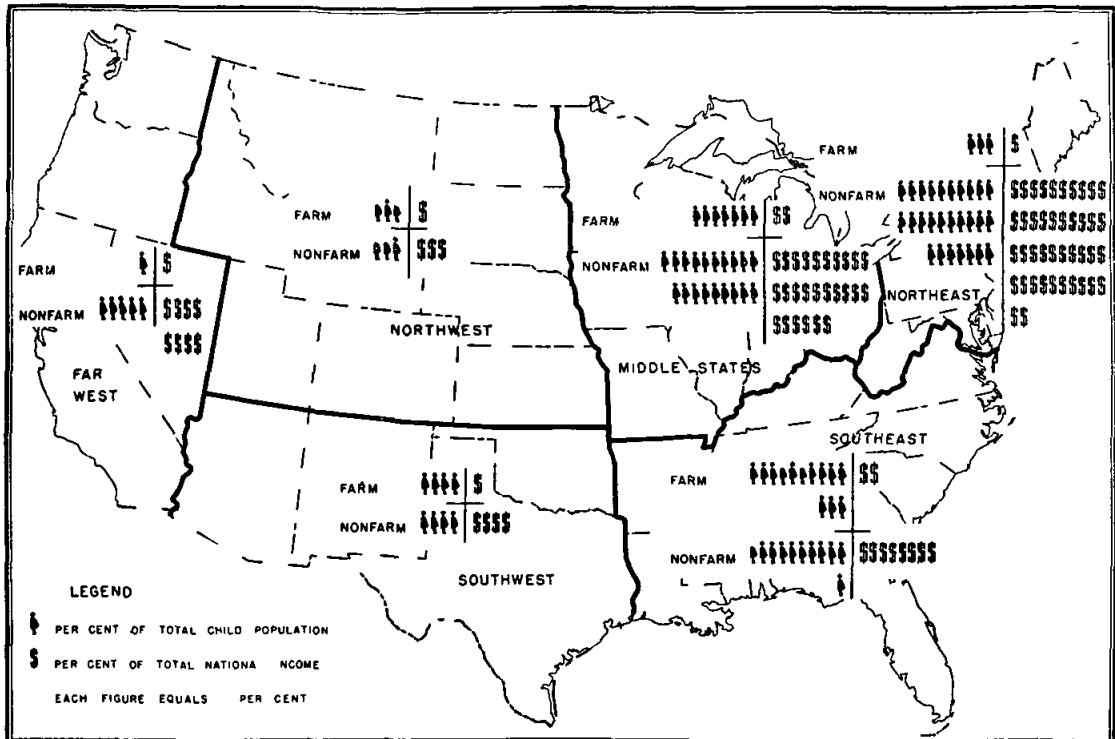 FARM
$
NONFARM
$$$$$$$$$$
$$$$$$$$$$
$$$$$$$$$$
$$$$$$$$$$
$$
NORTHEAST
FARM
$$
NONFARM
$$$$$$$$$$
$$$$$$$$$$
$$$$$$
MIDDLE STATES
FARM
$
NONFARM
$$$
NORTHWEST
FARM
$
NONFARM
$$$$
$$$$
FAR
WEST
FARM
$$
NONFARM
$$$$$$$$
SOUTHEAST
FARM
$
NONFARM
$$$$
SOUTHWEST
LEGEND
PER CENT OF TOTAL CHILD POPULATION
$ PER CENT OF TOTAL NATIONA NCOME
EACH FIGURE EQUALS PER CENT